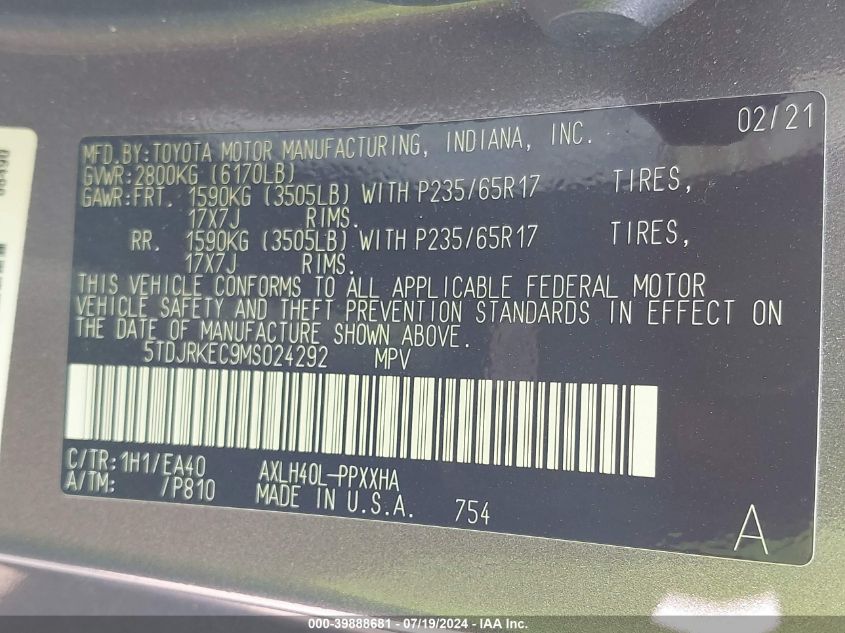 02/21
MFD.BY:TOYOTA MOTOR MANUFACTURING, INDIANA, INC.
GVWR:2800KG (6170LB)
GAWR:FRT. 1590KG (3505LB) WITH P235/65R17 TIRES,
17X7J RIMS.
RR. 1590KG (3505LB) WITH P235/65R17 TIRES,
17X7J RIMS.
THIS VEHICLE CONFORMS TO ALL APPLICABLE FEDERAL MOTOR
VEHICLE SAFETY AND THEFT PREVENTION STANDARDS IN EFFECT ON
THE DATE OF MANUFACTURE SHOWN ABOVE.
5TDJRKEC9MS024292 MPV
C/TR:1H1/EA40 AXLH40L-PPXXHA
A/TM: /P810 MADE IN U.S.A. 754
A
000-39888681 - 07/19/2024 - IAA Inc.